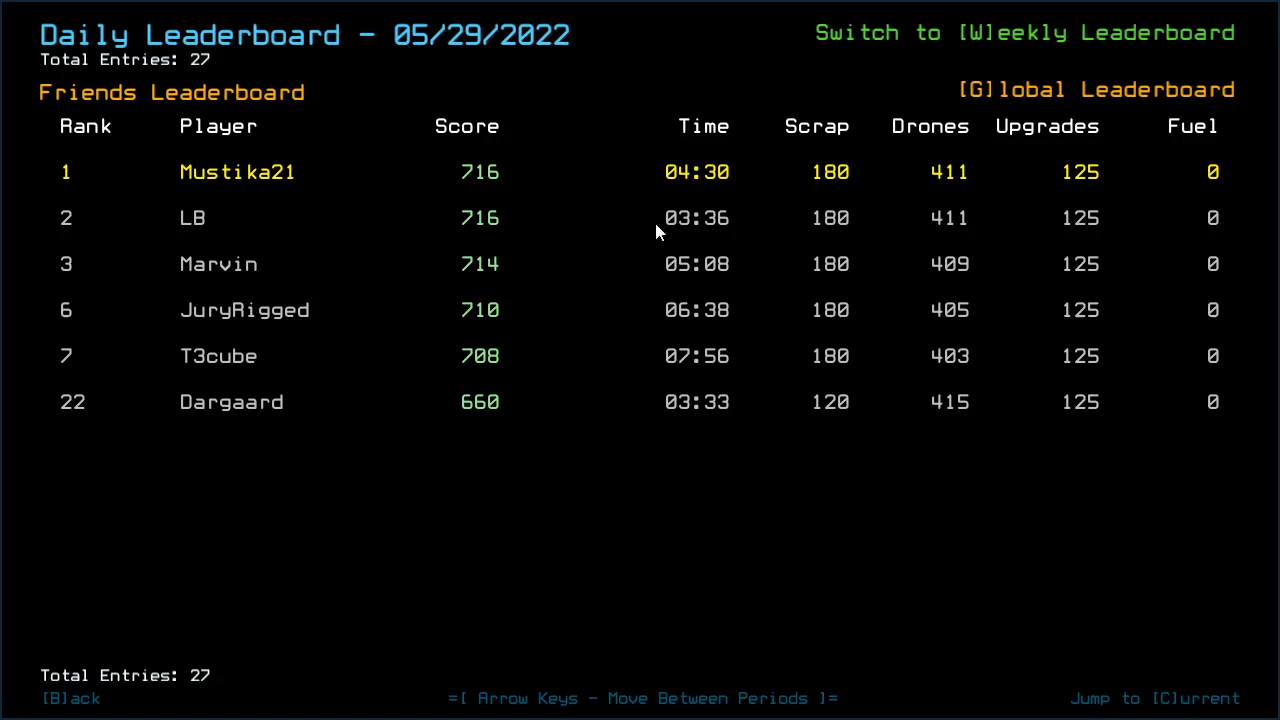 Daily Leaderboard - 05/29/2022 Switch to [W]eekly Leaderboard
Total Entries: 27
Friends Leaderboard [G]lobal Leaderboard
Rank Player Score Time Scrap Drones Upgrades Fuel
1 Mustika21 716 04:30 180 411 125 0
2 LB 716 03:36 180 411 125 0
3 Marvin 714 05:08 180 409 125 0
6 JuryRigged 710 06:38 180 405 125 0
7 T3cube 708 07:56 180 403 125 0
22 Dargaard 660 03:33 120 415 125 0
Total Entries: 27
[B]ack =[ Arrow Keys - Move Between Periods ]= Jump to [C]urrent